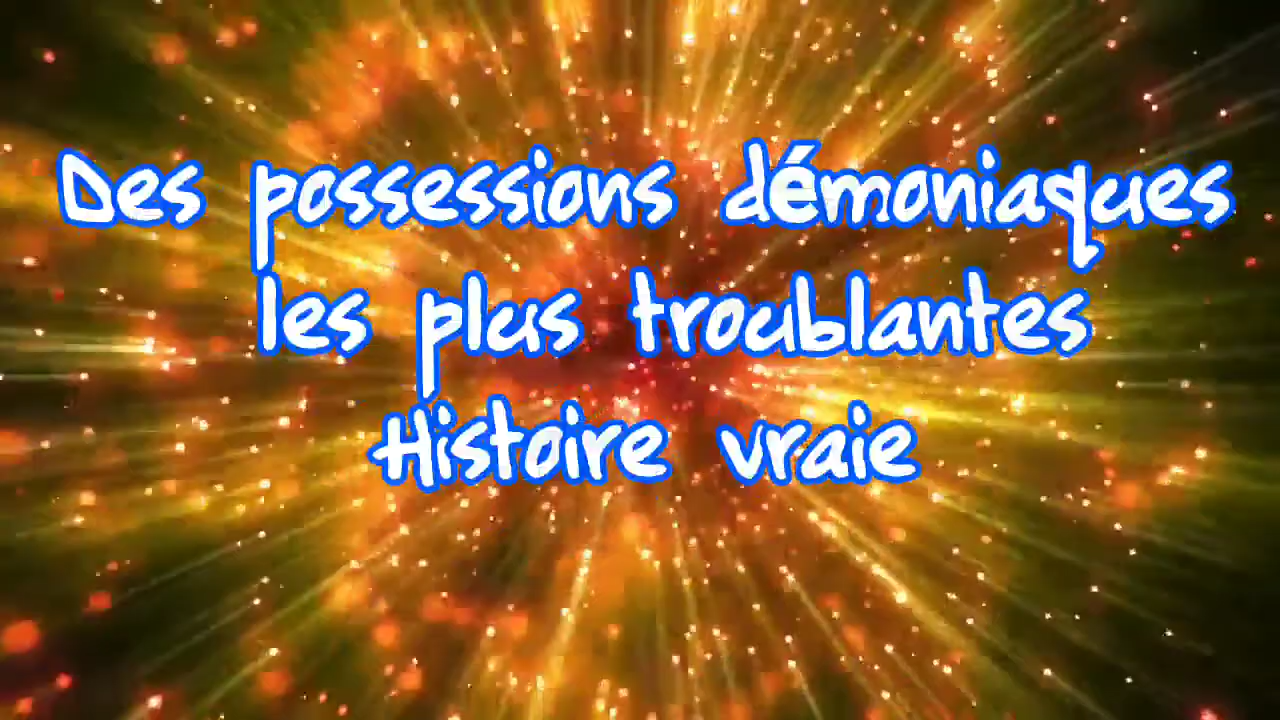 Des possessions démoniaques
les plus troublantes
Histoire vraie